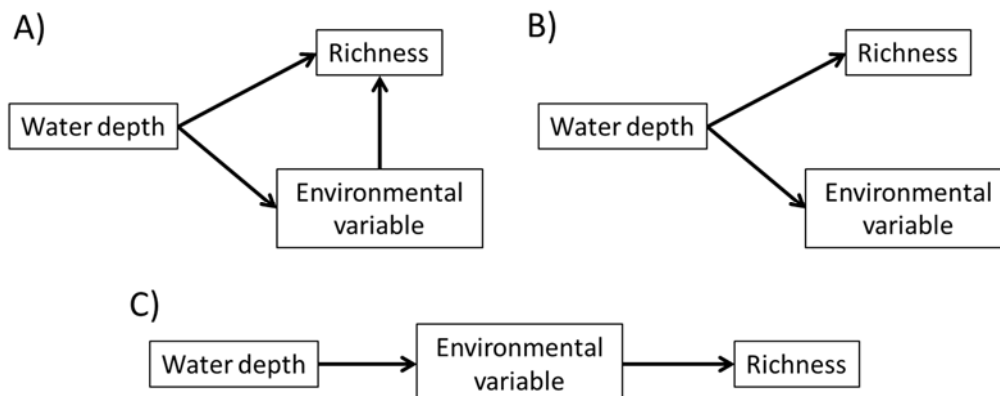 A)
Richness
Water depth
Environmental
variable
B)
Richness
Water depth
Environmental
variable
C)
Water depth
Environmental
variable
Richness